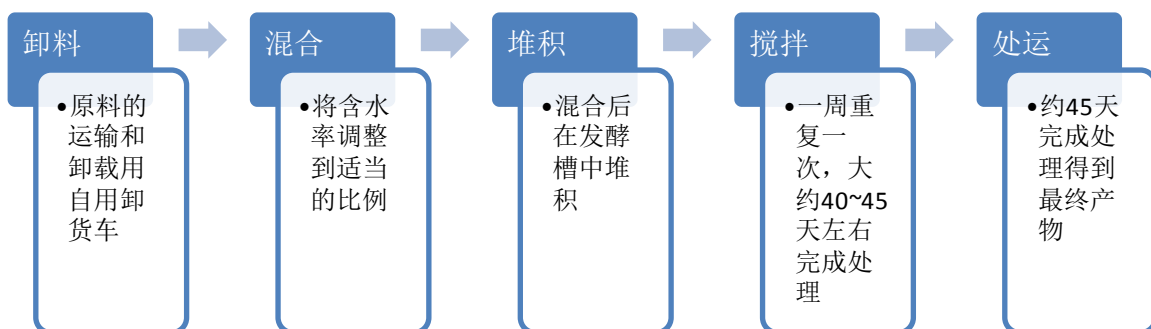 卸料
•原料的
运输和
卸载用
自用卸
货车
混合
•将含水
率调整
到适当
的比例
堆积
•混合后
在发酵
槽中堆
积
搅拌
•一周重
复一
次，大
约40~45
天左右
完成处
理
处运
•约45天
完成处
理得到
最终产
物